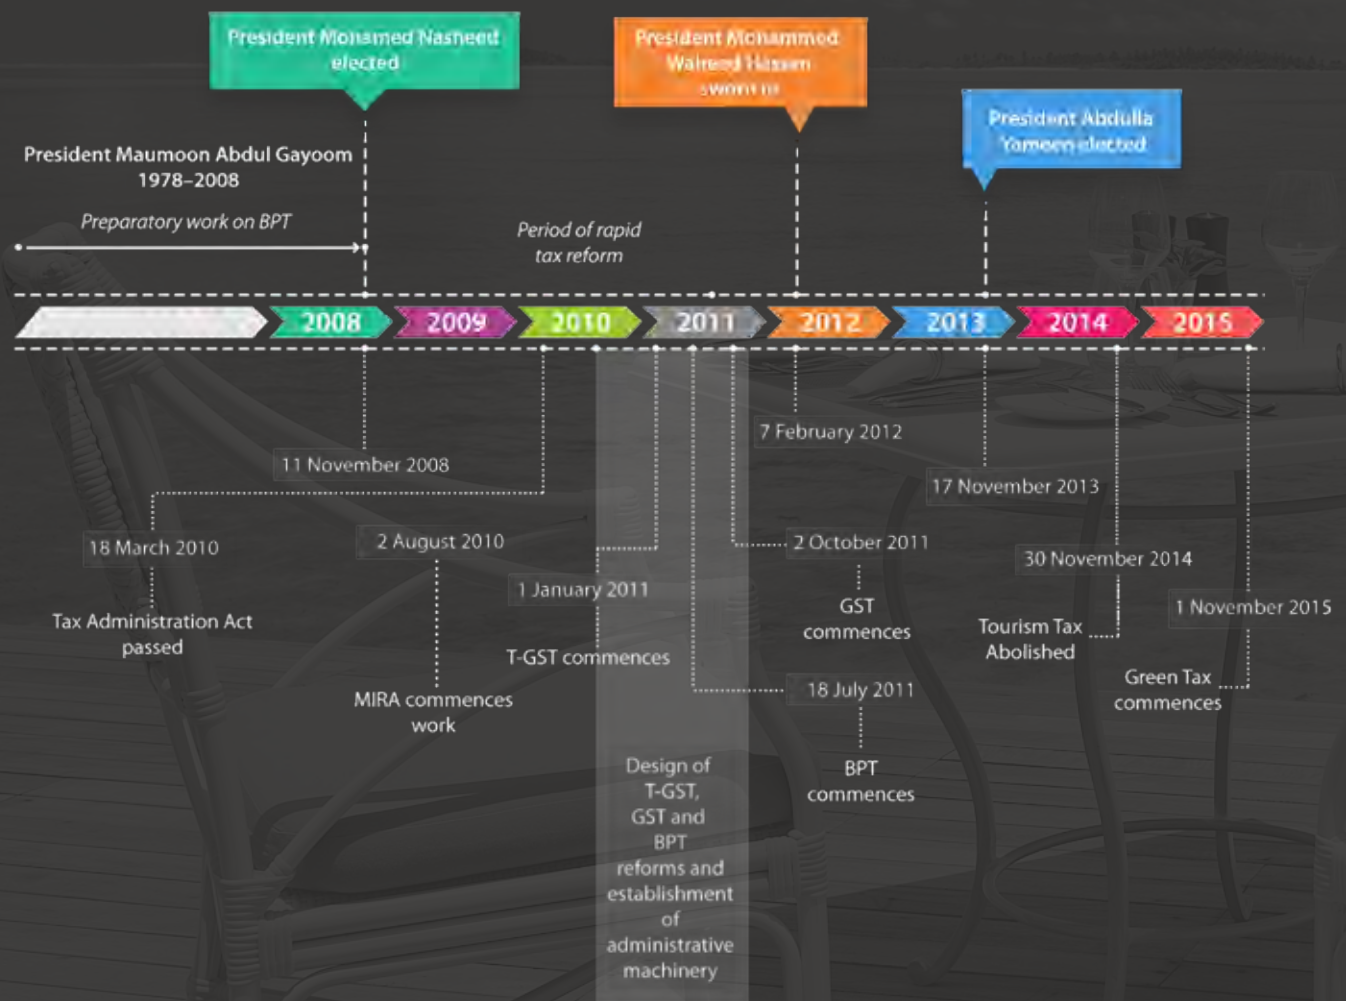 President Mohamed Nasheed
elected
President Mohammed
Waheed Hassan
sworn in
President Abdulla
Yameen elected
President Maumoon Abdul Gayoom
1978–2008
Preparatory work on BPT
Period of rapid
tax reform
2008
2009
2010
2011
2012
2013
2014
2015
11 November 2008
18 March 2010
Tax Administration Act
passed
2 August 2010
MIRA commences
work
1 January 2011
T-GST commences
7 February 2012
2 October 2011
GST
commences
18 July 2011
BPT
commences
17 November 2013
30 November 2014
Tourism Tax
Abolished
1 November 2015
Green Tax
commences
Design of
T-GST,
GST and
BPT
reforms and
establishment
of
administrative
machinery